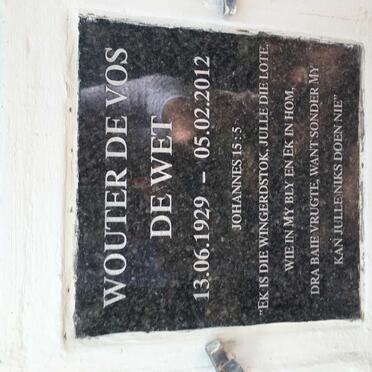 WOUTER DE VOS
DE WET
13.06.1929 – 05.02.2012
JOHANNES 15 : 5
"EK IS DIE WINGERDSTOK, JULLE DIE LOTE.
WIE IN MY BLY EN EK IN HOM,
DRA BAIE VRUGTE, WANT SONDER MY
KAN JULLE NIKS DOEN NIE"